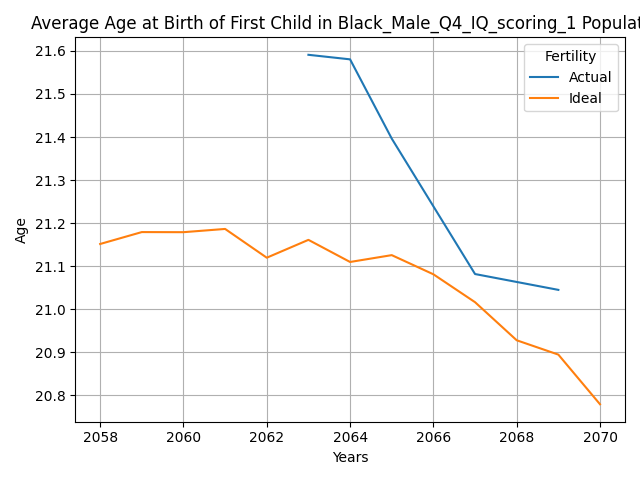 Average Age at Birth of First Child in Black_Male_Q4_IQ_scoring_1 Populat
Fertility
Actual
Ideal
21.6
21.5
21.4
21.3
21.2
21.1
21.0
20.9
20.8
Age
2058 2060 2062 2064 2066 2068 2070
Years